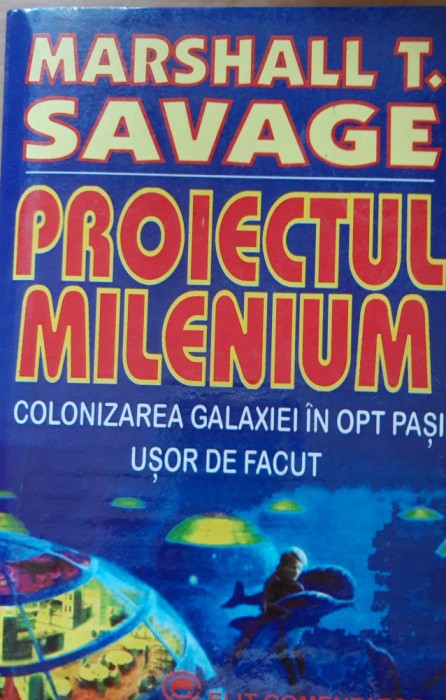 MARSHALL T.
SAVAGE
PROIECTUL
MILENIUM
COLONIZAREA GALAXIEI ÎN OPT PAȘI
UȘOR DE FACUT